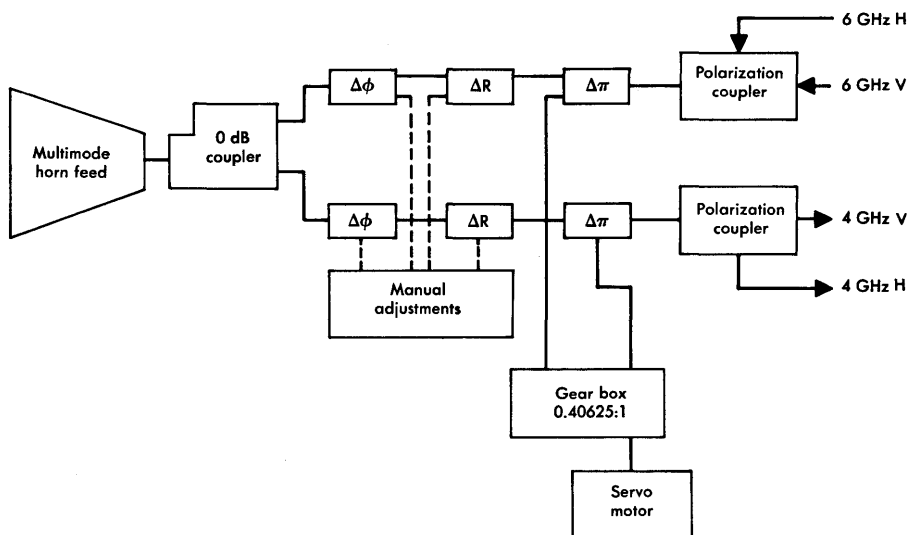 6 GHz H
Polarization
coupler
6 GHz V
Δϕ
ΔR
Δπ
0 dB
coupler
Multimode
horn feed
Δϕ
ΔR
Δπ
Polarization
coupler
4 GHz V
4 GHz H
Manual
adjustments
Gear box
0.40625:1
Servo
motor